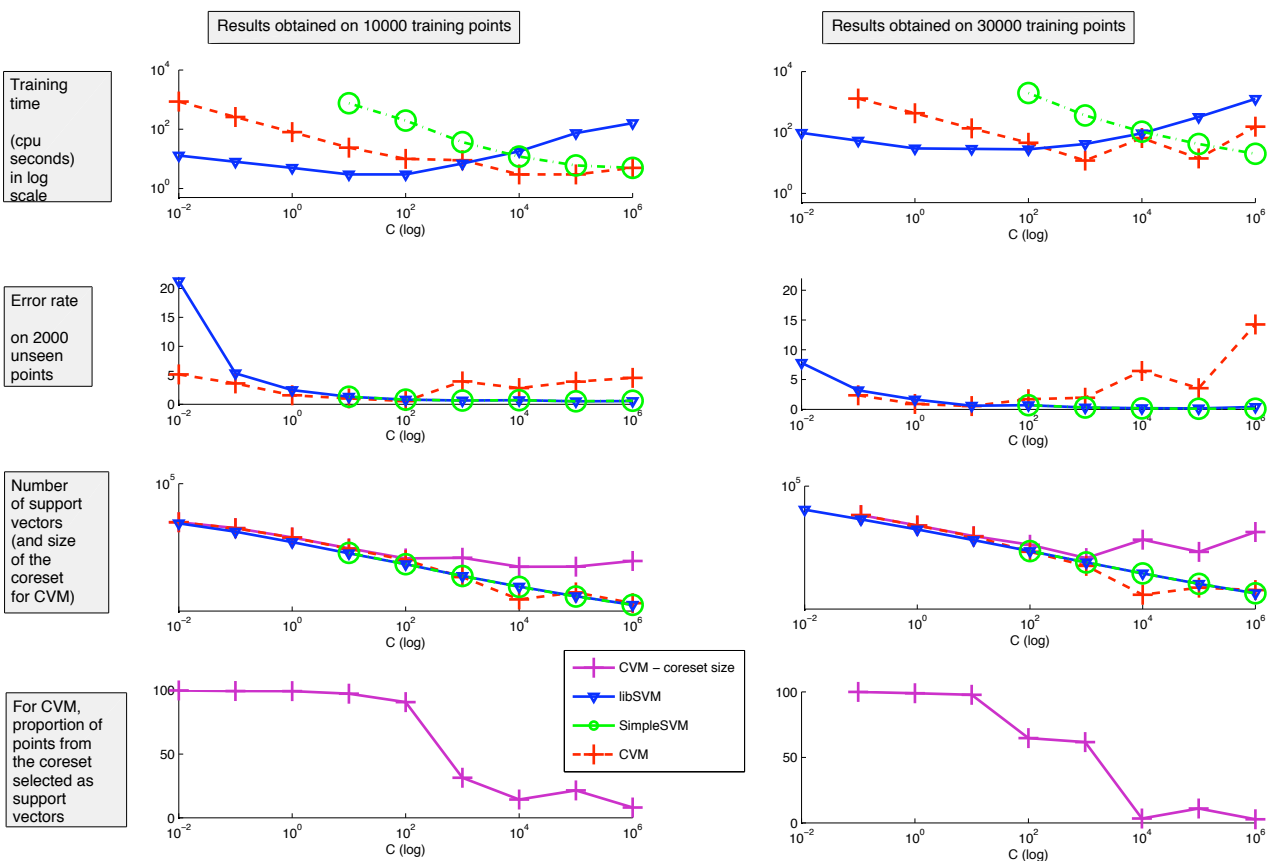 Results obtained on 10000 training points
Results obtained on 30000 training points
Training
time
(cpu
seconds)
in log
scale
10^4
10^2
10^0
10^-2
10^0
10^2
10^4
10^6
C (log)
10^4
10^2
10^0
10^-2
10^0
10^2
10^4
10^6
C (log)
Error rate
on 2000
unseen
points
20
15
10
5
0
10^-2
10^0
10^2
10^4
10^6
C (log)
20
15
10
5
0
10^-2
10^0
10^2
10^4
10^6
C (log)
Number
of support
vectors
(and size
of the
coreset
for CVM)
10^5
10^-2
10^0
10^2
10^4
10^6
C (log)
10^5
10^-2
10^0
10^2
10^4
10^6
C (log)
CVM – coreset size
libSVM
SimpleSVM
CVM
For CVM,
proportion of
points from
the coreset
selected as
support
vectors
100
50
0
10^-2
10^0
10^2
10^4
10^6
C (log)
100
50
0
10^-2
10^0
10^2
10^4
10^6
C (log)